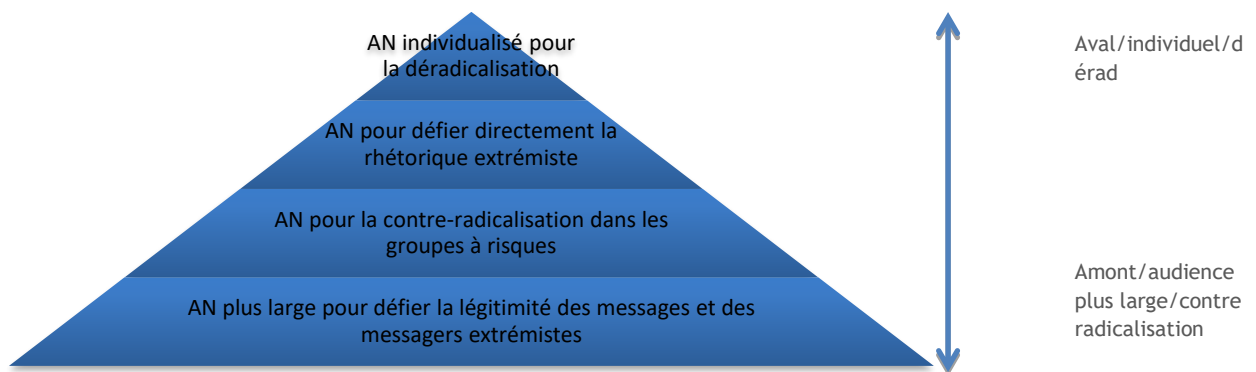 AN individualisé pour
la déradicalisation
Aval/individuel/d
érad
AN pour défier directement la
rhétorique extrémiste
AN pour la contre-radicalisation dans les
groupes à risques
AN plus large pour défier la légitimité des messages et des
messagers extrémistes
Amont/audience
plus large/contre
radicalisation